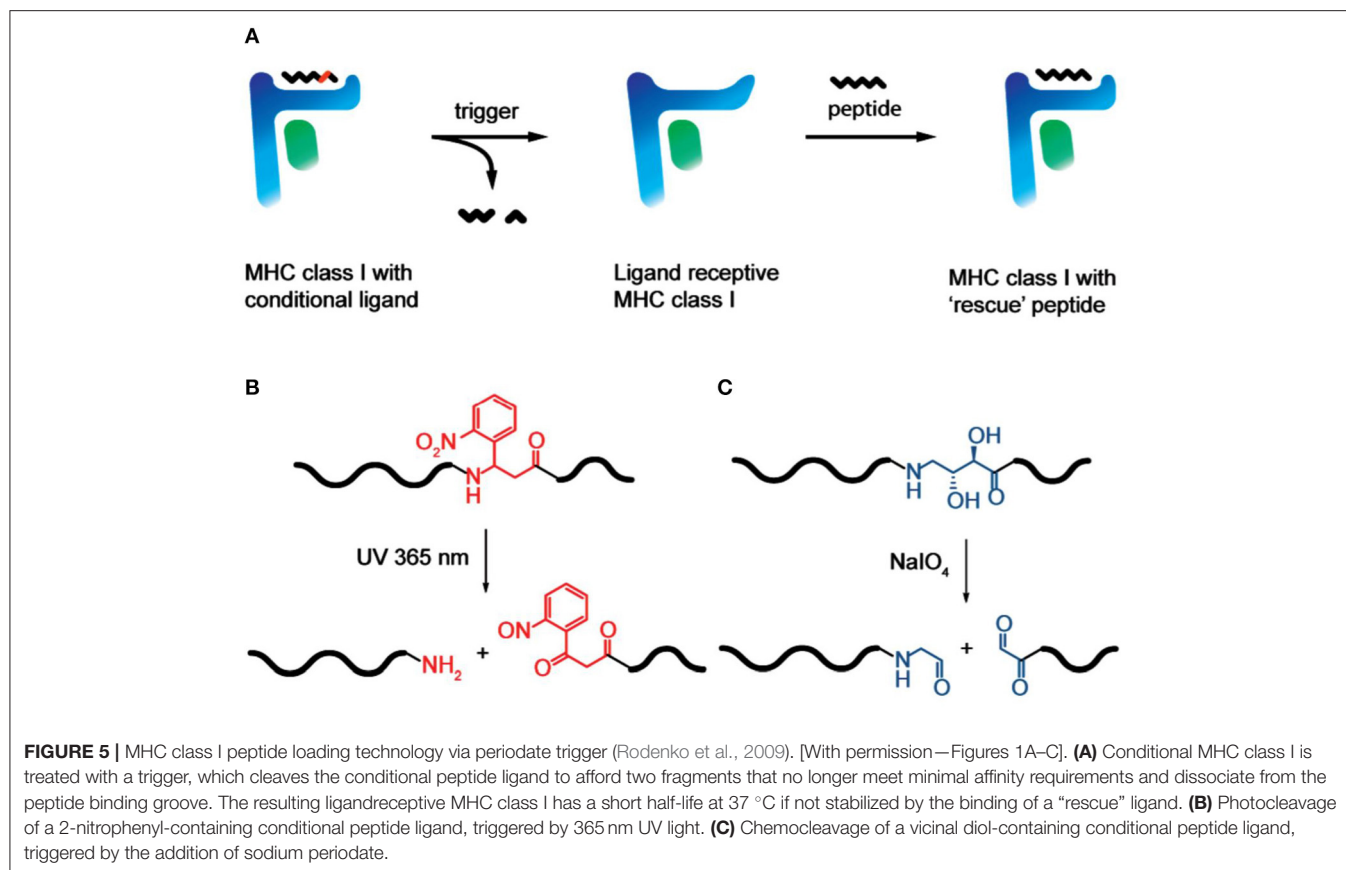 A
trigger
peptide
MHC class I with
conditional ligand
Ligand receptive
MHC class I
MHC class I with
‘rescue’ peptide
B
O2N
O
N
H
UV 365 nm
NH2
+
ON
O
O
C
OH
N
H
OH
O
NaIO4
N
H
O
+
O
O
FIGURE 5 | MHC class I peptide loading technology via periodate trigger (Rodenko et al., 2009). [With permission—Figures 1A–C]. (A) Conditional MHC class I is
treated with a trigger, which cleaves the conditional peptide ligand to afford two fragments that no longer meet minimal affinity requirements and dissociate from the
peptide binding groove. The resulting ligandreceptive MHC class I has a short half-life at 37 °C if not stabilized by the binding of a “rescue” ligand. (B) Photocleavage
of a 2-nitrophenyl-containing conditional peptide ligand, triggered by 365 nm UV light. (C) Chemocleavage of a vicinal diol-containing conditional peptide ligand,
triggered by the addition of sodium periodate.